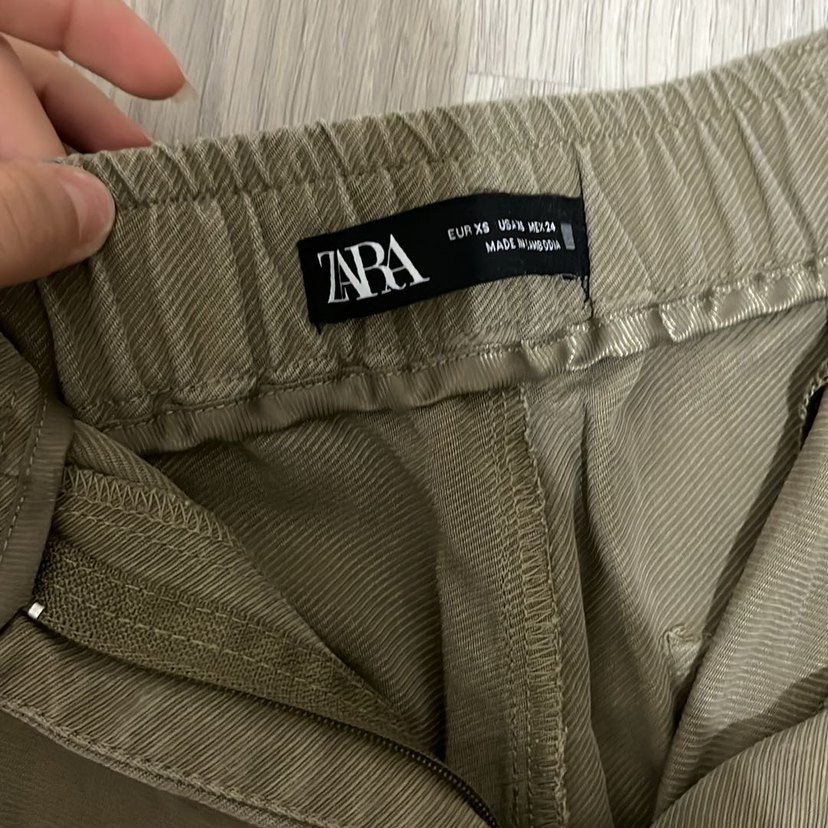 ZARA
EUR XS USA XS MEX 24
MADE IN CAMBODIA